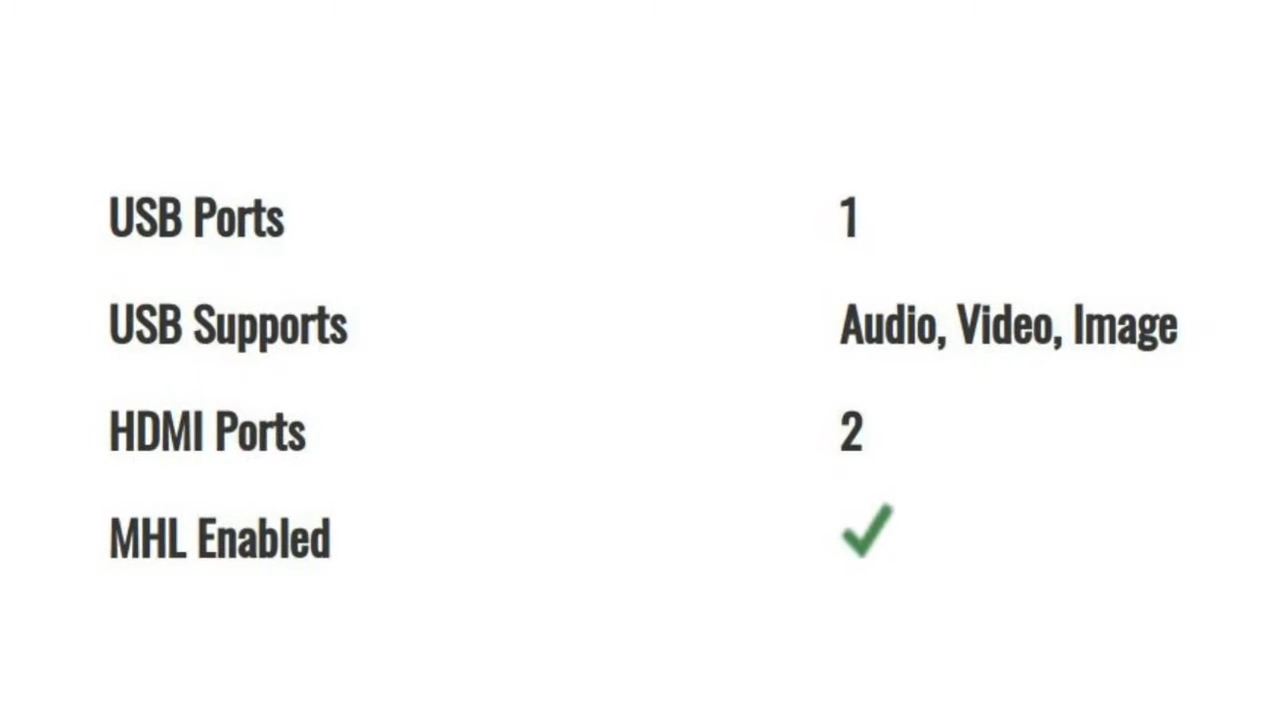 USB Ports 1
USB Supports Audio, Video, Image
HDMI Ports 2
MHL Enabled ✓